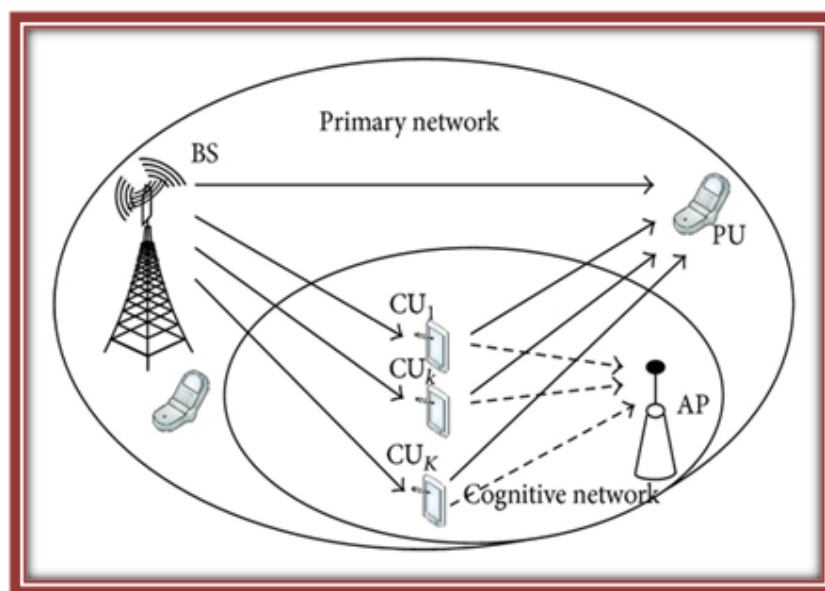 Primary network
BS
PU
CU1
CUk
AP
CUK
Cognitive network